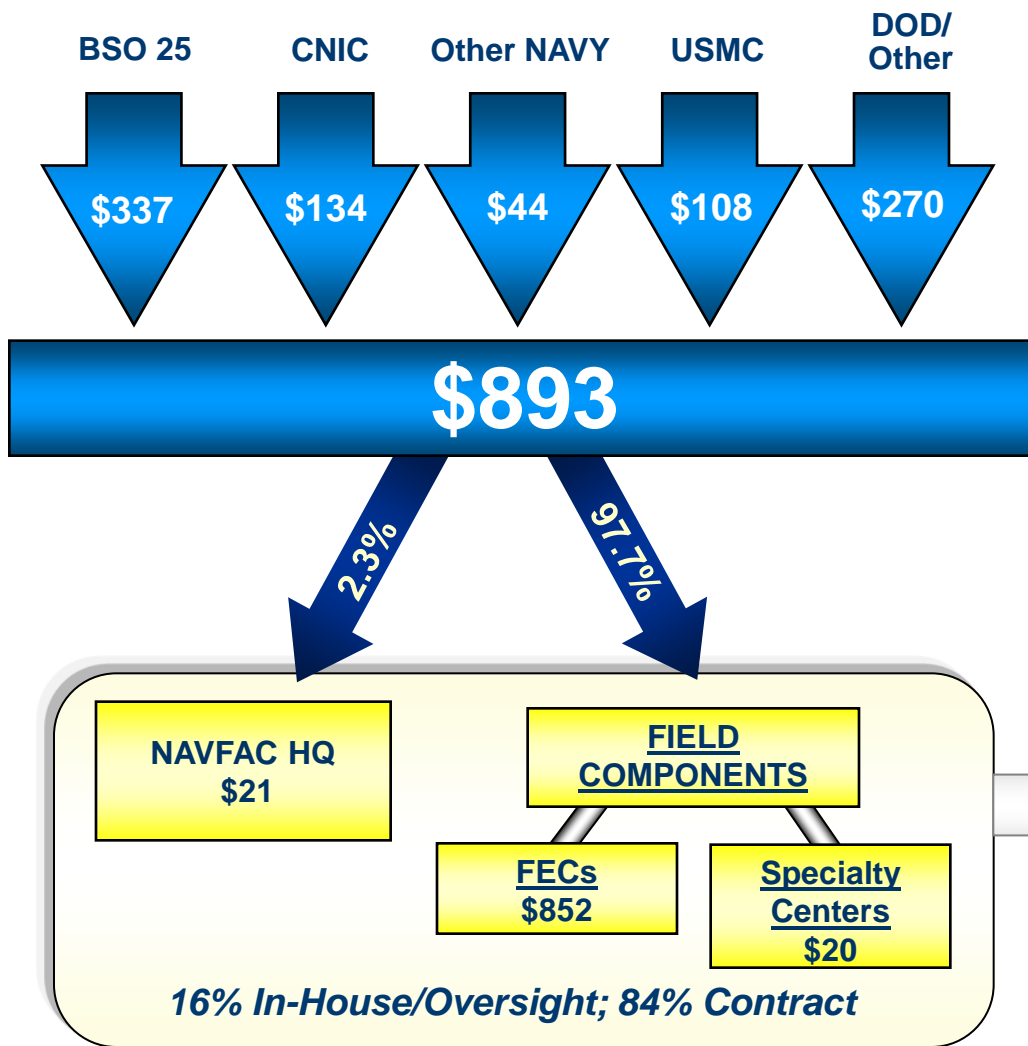 BSO 25
CNIC
Other NAVY
USMC
DOD/
Other
$337
$134
$44
$108
$270
$893
2.3%
97.7%
NAVFAC HQ
$21
FIELD
COMPONENTS
FECs
$852
Specialty
Centers
$20
16% In-House/Oversight; 84% Contract